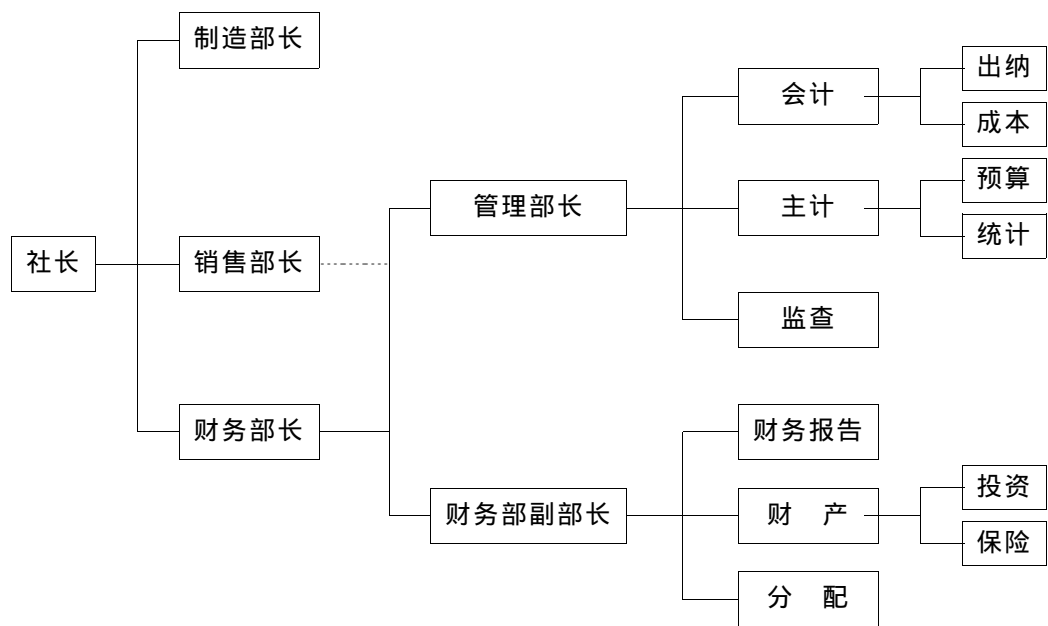 制造部长
出纳
会计
成本
预算
管理部长
主计
统计
社长
销售部长
监查
财务部长
财务报告
投资
财务部副部长
财 产
保险
分 配